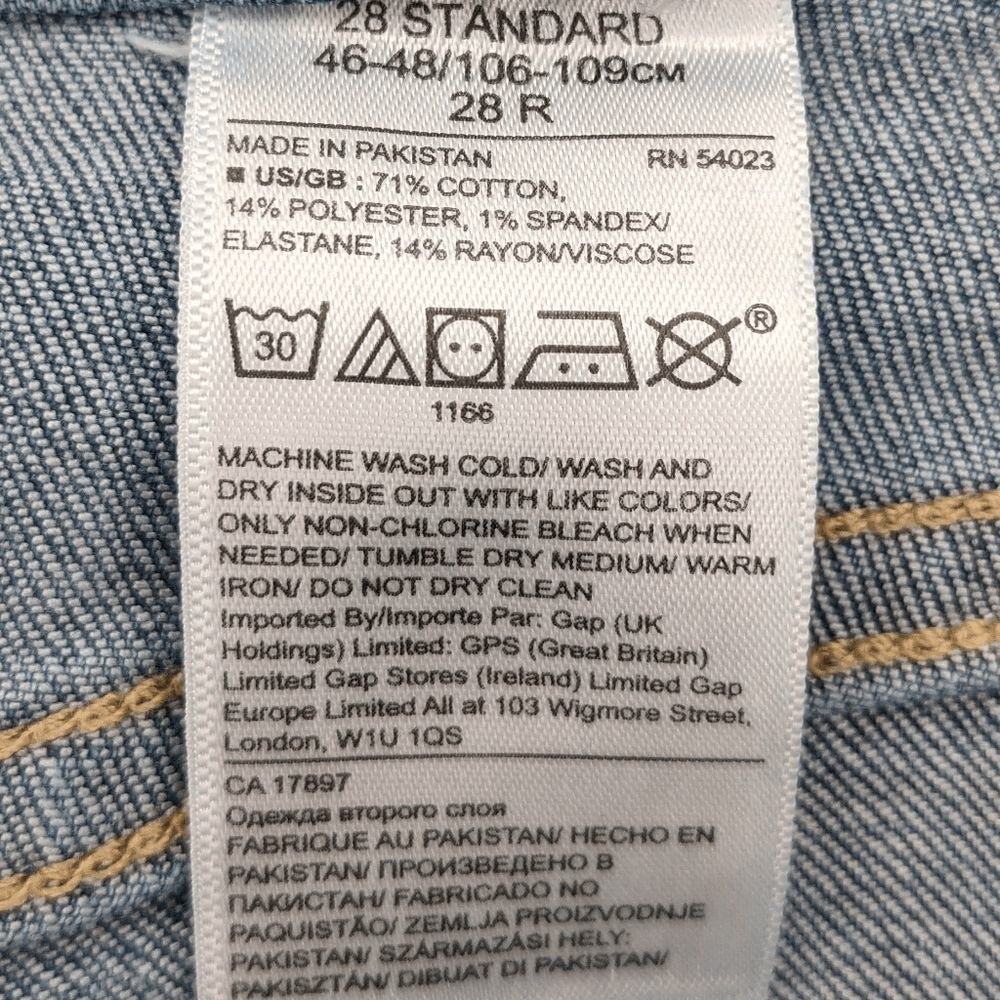 28 STANDARD
46-48/106-109CM
28 R
MADE IN PAKISTAN RN 54023
US/GB : 71% COTTON,
14% POLYESTER, 1% SPANDEX/
ELASTANE, 14% RAYON/VISCOSE
30 ®
1166
MACHINE WASH COLD/ WASH AND
DRY INSIDE OUT WITH LIKE COLORS/
ONLY NON-CHLORINE BLEACH WHEN
NEEDED/ TUMBLE DRY MEDIUM/ WARM
IRON/ DO NOT DRY CLEAN
Imported By/Importe Par: Gap (UK
Holdings) Limited: GPS (Great Britain)
Limited Gap Stores (Ireland) Limited Gap
Europe Limited All at 103 Wigmore Street,
London, W1U 1QS
CA 17897
Одежда второго слоя
FABRIQUE AU PAKISTAN/ HECHO EN
PAKISTAN/ ПРОИЗВЕДЕНО В
ПАКИСТАН/ FABRICADO NO
PAQUISTÃO/ ZEMLJA PROIZVODNJE
PAKISTAN/ SZÁRMAZÁSI HELY:
PAKISZTÁN/ DIBUAT DI PAKISTAN/